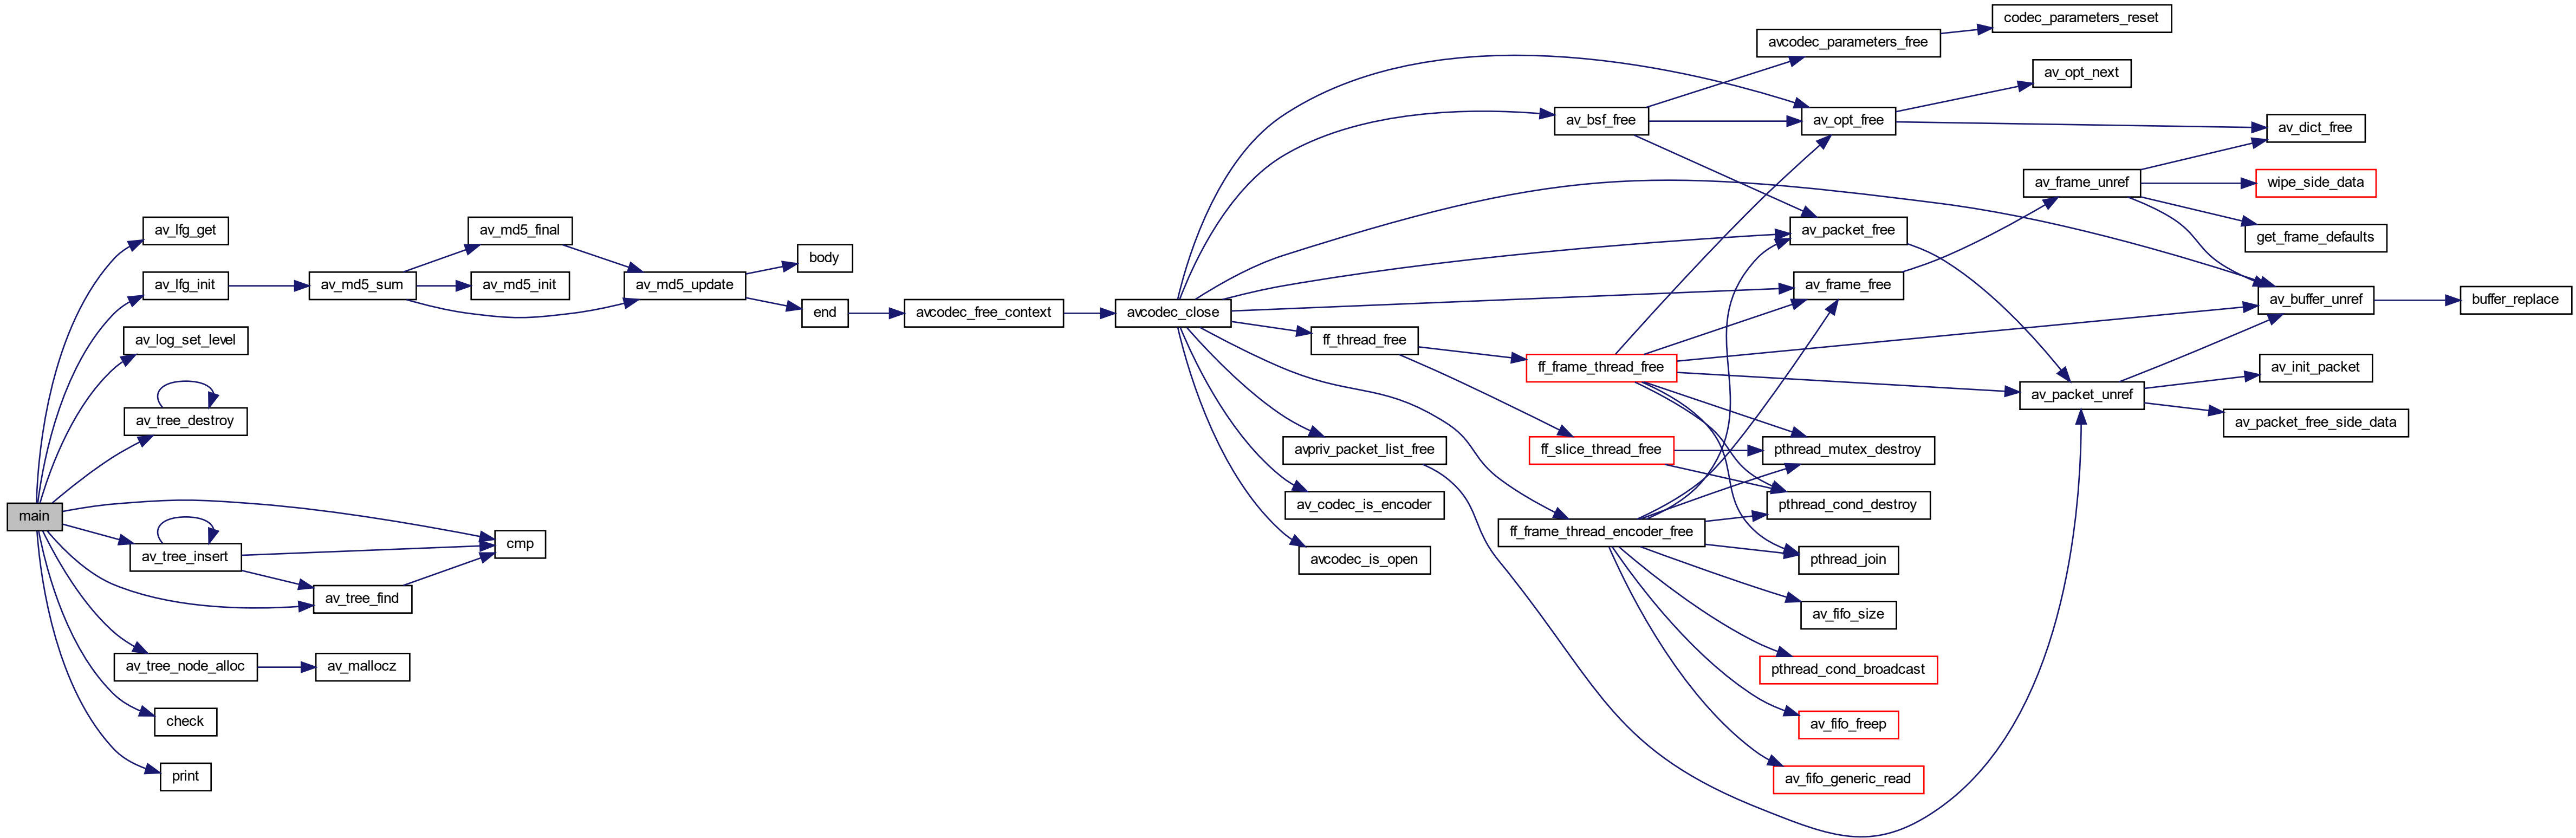 main
av_lfg_get
av_lfg_init
av_log_set_level
av_tree_destroy
av_tree_insert
av_tree_node_alloc
check
print
av_md5_sum
cmp
av_tree_find
av_mallocz
av_md5_final
av_md5_init
av_md5_update
body
end
avcodec_free_context
avcodec_close
ff_thread_free
avpriv_packet_list_free
av_codec_is_encoder
avcodec_is_open
av_bsf_free
ff_frame_thread_free
ff_slice_thread_free
ff_frame_thread_encoder_free
avcodec_parameters_free
av_opt_free
av_packet_free
av_frame_free
pthread_mutex_destroy
pthread_cond_destroy
pthread_join
av_fifo_size
pthread_cond_broadcast
av_fifo_freep
av_fifo_generic_read
codec_parameters_reset
av_opt_next
av_frame_unref
av_packet_unref
av_dict_free
wipe_side_data
get_frame_defaults
av_buffer_unref
av_init_packet
av_packet_free_side_data
buffer_replace